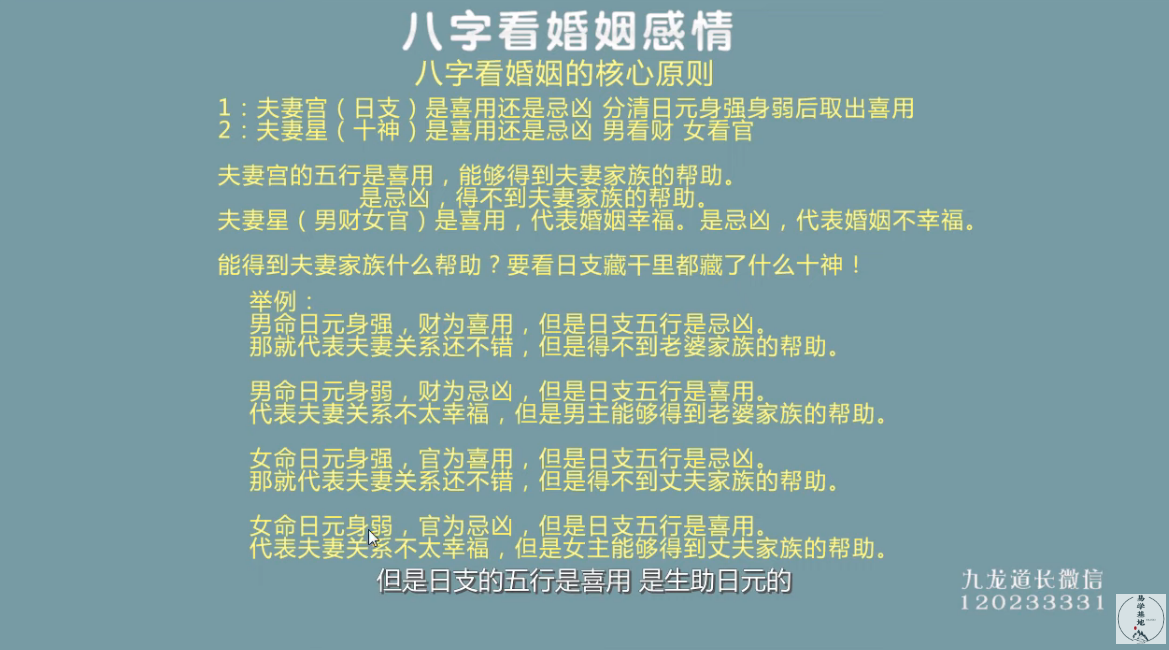 八字看婚姻感情
八字看婚姻的核心原则
1：夫妻宫（日支）是喜用还是忌凶 分清日元身强身弱后取出喜用
2：夫妻星（十神）是喜用还是忌凶 男看财 女看官
夫妻宫的五行是喜用，能够得到夫妻家族的帮助。
是忌凶，得不到夫妻家族的帮助。
夫妻星（男财女官）是喜用，代表婚姻幸福。是忌凶，代表婚姻不幸福。
能得到夫妻家族什么帮助？要看日支藏干里都藏了什么十神！
举例：
男命日元身强，财为喜用，但是日支五行是忌凶。
那就代表夫妻关系还不错，但是得不到老婆家族的帮助。
男命日元身弱，财为忌凶，但是日支五行是喜用。
代表夫妻关系不太幸福，但是男主能够得到老婆家族的帮助。
女命日元身强，官为喜用，但是日支五行是忌凶。
那就代表夫妻关系还不错，但是得不到丈夫家族的帮助。
女命日元身弱，官为忌凶，但是日支五行是喜用。
代表夫妻关系不太幸福，但是女主能够得到丈夫家族的帮助。
但是日支的五行是喜用 是生助日元的
九龙道长微信
120233331
易学基地